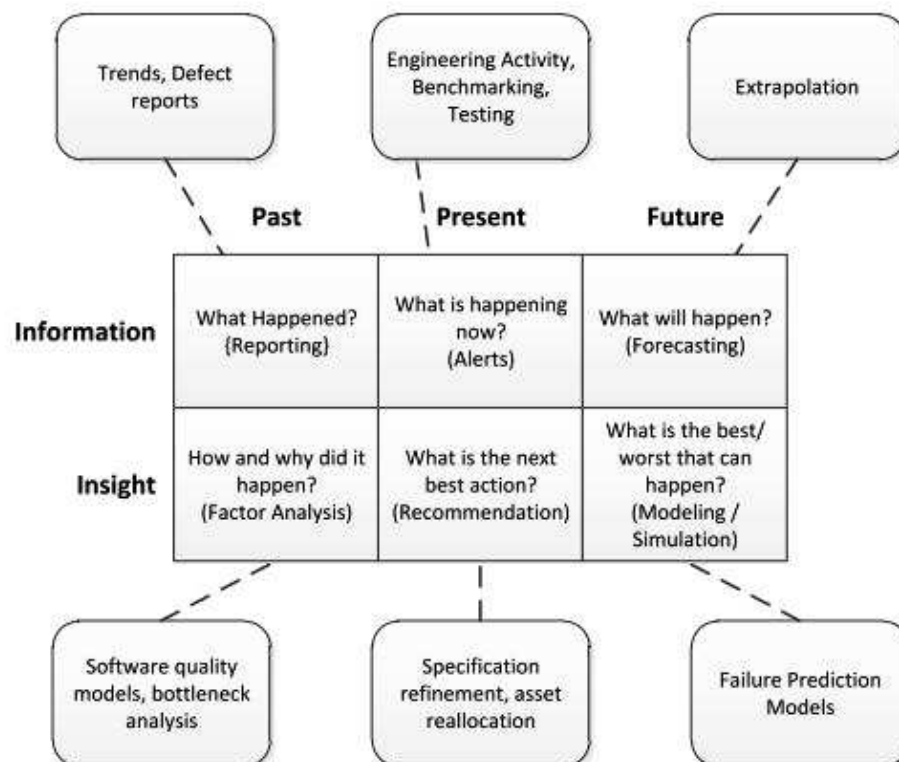 Trends, Defect
reports
Engineering Activity,
Benchmarking,
Testing
Extrapolation
Past
Present
Future
Information
What Happened?
{Reporting}
What is happening
now?
(Alerts)
What will happen?
(Forecasting)
Insight
How and why did it
happen?
(Factor Analysis)
What is the next
best action?
(Recommendation)
What is the best/
worst that can
happen?
(Modeling /
Simulation)
Software quality
models, bottleneck
analysis
Specification
refinement, asset
reallocation
Failure Prediction
Models